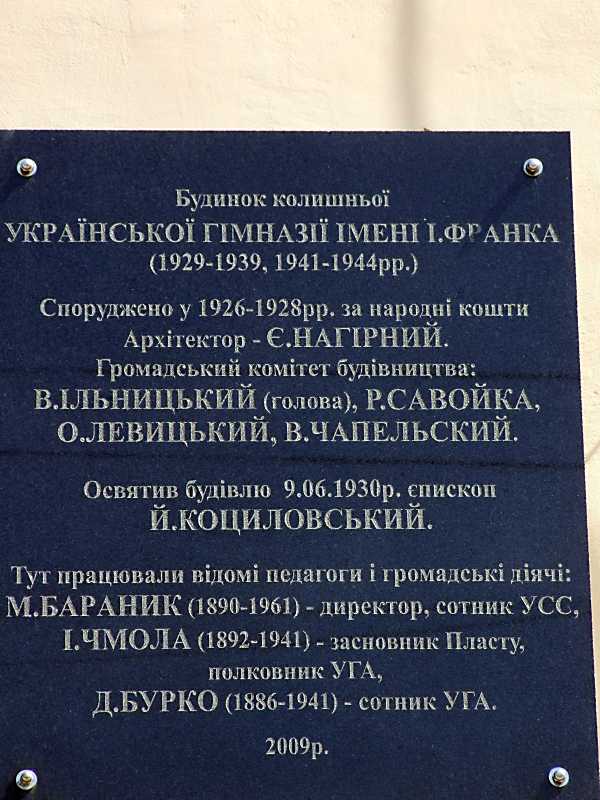 Будинок колишньої
УКРАЇНСЬКОЇ ГІМНАЗІЇ ІМЕНІ І.ФРАНКА
(1929-1939, 1941-1944рр.)
Споруджено у 1926-1928рр. за народні кошти
Архітектор - Є.НАГІРНИЙ.
Громадський комітет будівництва:
В.ІЛЬНИЦЬКИЙ (голова), Р.САВОЙКА,
О.ЛЕВИЦЬКИЙ, В.ЧАПЕЛЬСКИЙ.
Освятив будівлю 9.06.1930р. єпископ
Й.КОЦИЛОВСЬКИЙ.
Тут працювали відомі педагоги і громадські діячі:
М.БАРАНИК (1890-1961) - директор, сотник УСС,
І.ЧМОЛА (1892-1941) - засновник Пласту,
полковник УГА,
Д.БУРКО (1886-1941) - сотник УГА.
2009р.